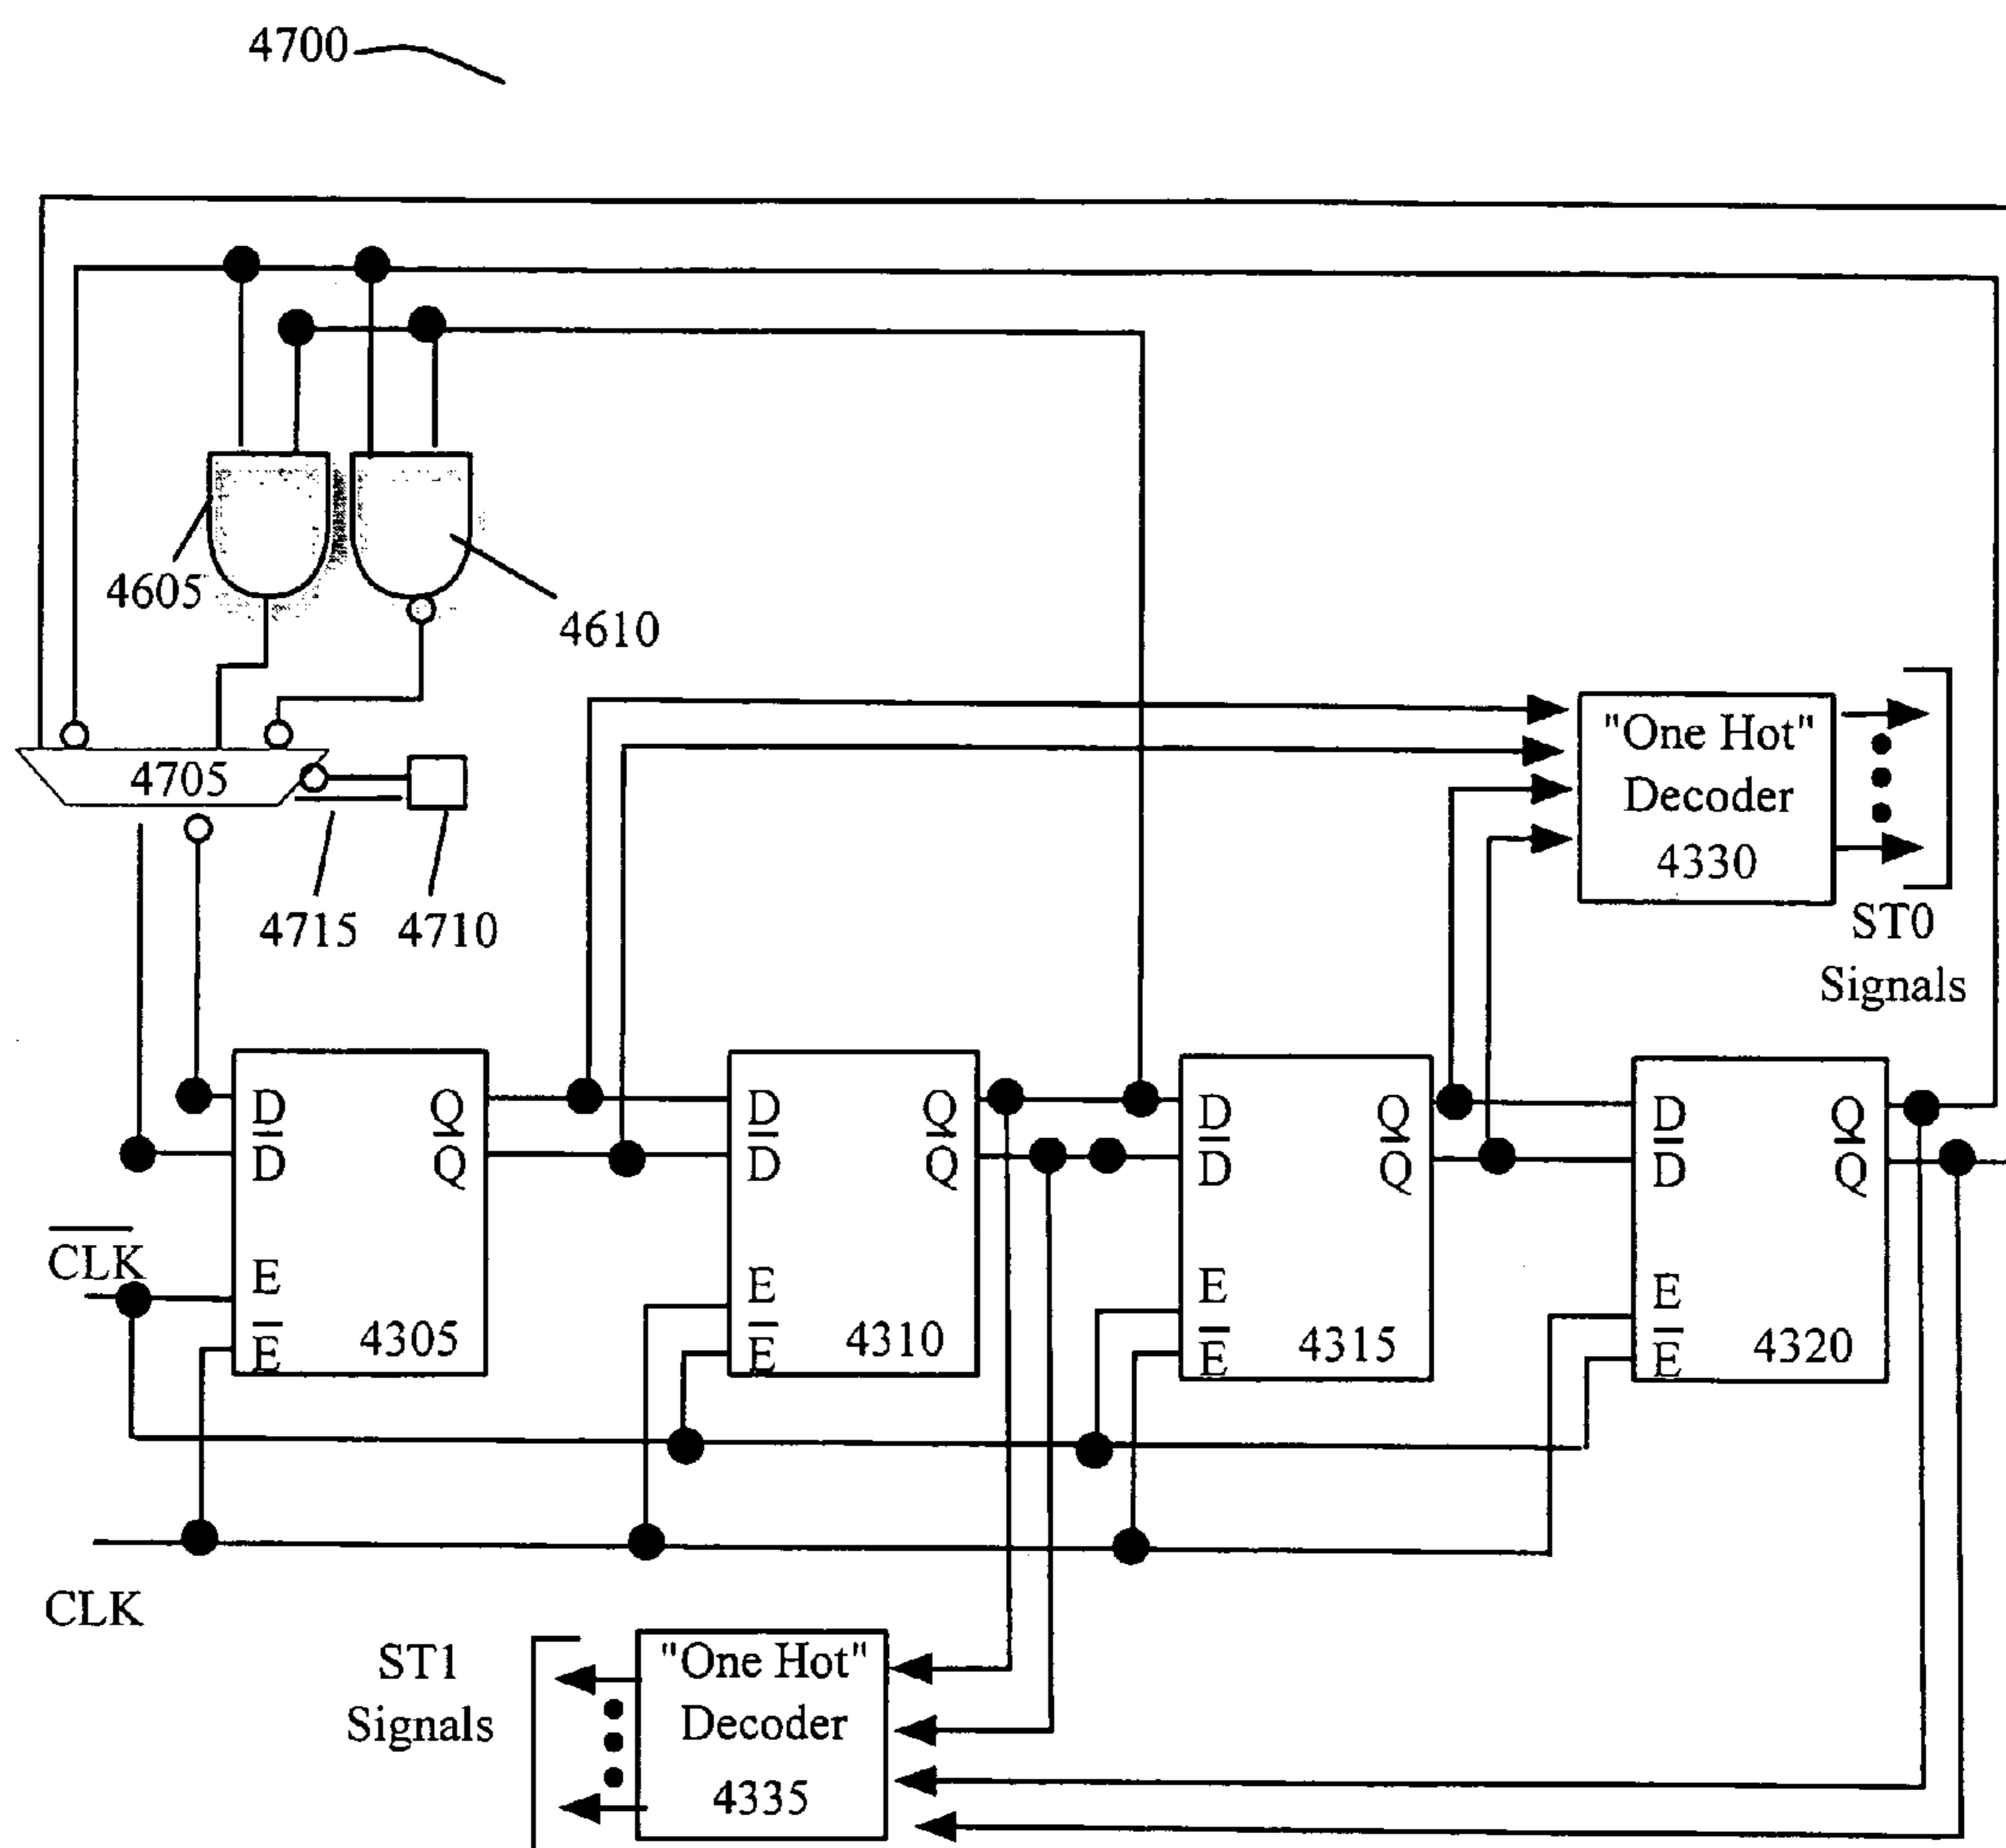 4700
4605
4610
4705
4715 4710
"One Hot"
Decoder
4330
ST0
Signals
D Q D Q D Q D Q
D̅ Q̅ D̅ Q̅ D̅ Q̅ D̅ Q̅
C̅L̅K̅
E E E E
E̅ 4305 E̅ 4310 E̅ 4315 E̅ 4320
CLK
ST1
Signals
"One Hot"
Decoder
4335